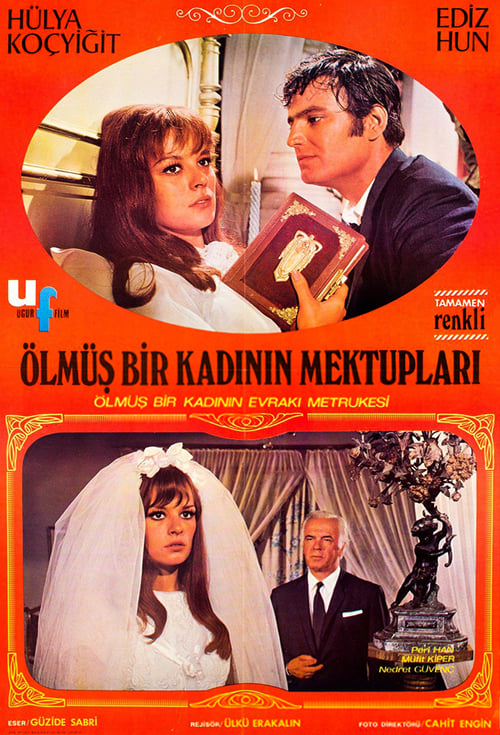 HÜLYA
KOÇYİĞİT
EDİZ
HUN
uf
UGUR FİLM
TAMAMEN
renkli
ÖLMÜŞ BİR KADININ MEKTUPLARI
ÖLMÜŞ BİR KADININ EVRAKI METRUKESİ
Peri HAN
Müfit KİPER
Nedret GÜVENÇ
ESER/ GÜZİDE SABRİ
REJİSÖR/ ÜLKÜ ERAKALIN
FOTO DİREKTÖRÜ/ CAHİT ENGİN